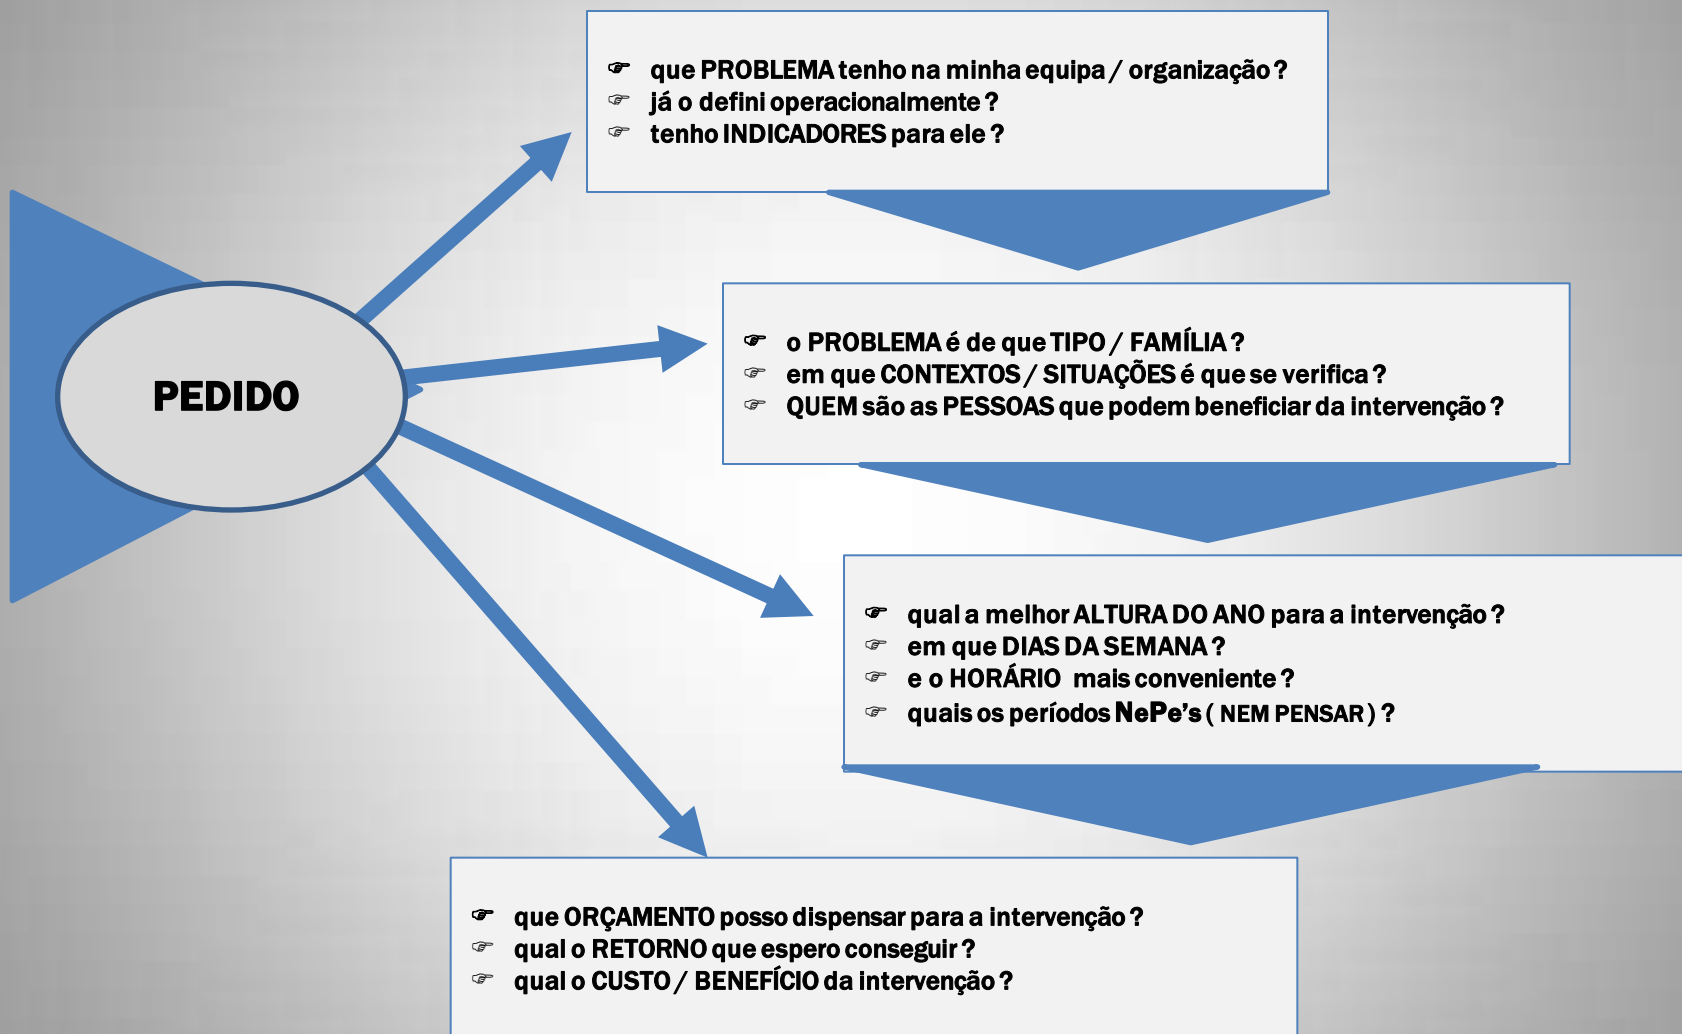 que PROBLEMA tenho na minha equipa / organização ?
já o defini operacionalmente ?
tenho INDICADORES para ele ?
PEDIDO
o PROBLEMA é de que TIPO / FAMÍLIA ?
em que CONTEXTOS / SITUAÇÕES é que se verifica ?
QUEM são as PESSOAS que podem beneficiar da intervenção ?
qual a melhor ALTURA DO ANO para a intervenção ?
em que DIAS DA SEMANA ?
e o HORÁRIO mais conveniente ?
quais os períodos NePe’s ( NEM PENSAR ) ?
que ORÇAMENTO posso dispensar para a intervenção ?
qual o RETORNO que espero conseguir ?
qual o CUSTO / BENEFÍCIO da intervenção ?